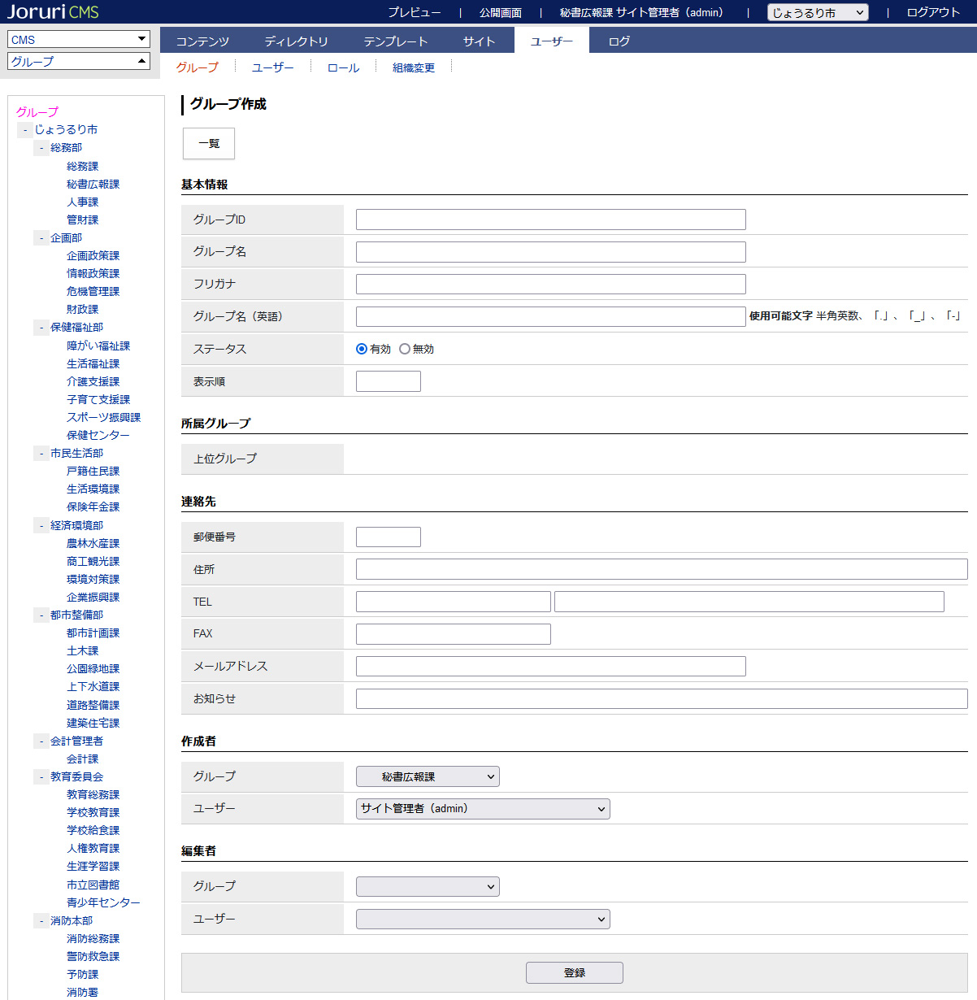 Joruri CMS
プレビュー | 公開画面 | 秘書広報課 サイト管理者（admin） | じょうるり市 | ログアウト
CMS
グループ
コンテンツ ディレクトリ テンプレート サイト ユーザー ログ
グループ ユーザー ロール 組織変更
グループ
- じょうるり市
- 総務部
総務課
秘書広報課
人事課
管財課
- 企画部
企画政策課
情報政策課
危機管理課
財政課
- 保健福祉部
障がい福祉課
生活福祉課
介護支援課
子育て支援課
スポーツ振興課
保健センター
- 市民生活部
戸籍住民課
生活環境課
保険年金課
- 経済環境部
農林水産課
商工観光課
環境対策課
企業振興課
- 都市整備部
都市計画課
土木課
公園緑地課
上下水道課
道路整備課
建築住宅課
- 会計管理者
会計課
- 教育委員会
教育総務課
学校教育課
学校給食課
人権教育課
生涯学習課
市立図書館
青少年センター
- 消防本部
消防総務課
警防救急課
予防課
消防署
グループ作成
一覧
基本情報
グループID
グループ名
フリガナ
グループ名（英語） 使用可能文字 半角英数、「.」、「_」、「-」
ステータス 有効 無効
表示順
所属グループ
上位グループ
連絡先
郵便番号
住所
TEL
FAX
メールアドレス
お知らせ
作成者
グループ 秘書広報課
ユーザー サイト管理者（admin）
編集者
グループ
ユーザー
登録